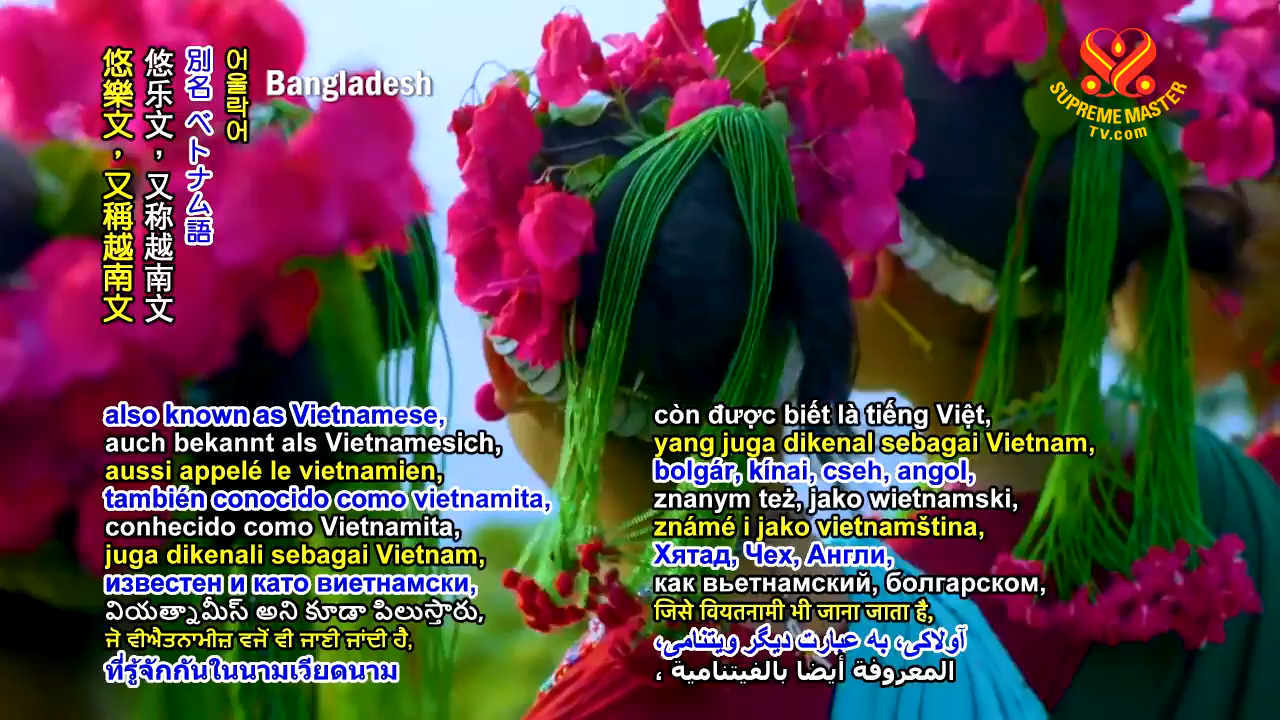 어울락어
別名 ベトナム語
悠乐文，又称越南文
悠樂文，又稱越南文
Bangladesh
SUPREME MASTER
TV.com
also known as Vietnamese,
auch bekannt als Vietnamesich,
aussi appelé le vietnamien,
también conocido como vietnamita,
conhecido como Vietnamita,
juga dikenali sebagai Vietnam,
известен и като виетнамски,
వియత్నామీస్ అని కూడా పిలుస్తారు,
ਜੋ ਵੀਐਤਨਾਮੀਜ਼ ਵਜੋਂ ਵੀ ਜਾਣੀ ਜਾਂਦੀ ਹੈ,
ที่รู้จักกันในนามเวียดนาม
còn được biết là tiếng Việt,
yang juga dikenal sebagai Vietnam,
bolgár, kínai, cseh, angol,
znanym też, jako wietnamski,
známé i jako vietnamština,
Хятад, Чех, Англи,
как вьетнамский, болгарском,
जिसे वियतनामी भी जाना जाता है,
آولاکی، به عبارت دیگر ویتنامی،
المعروفة أيضا بالفيتنامية ،